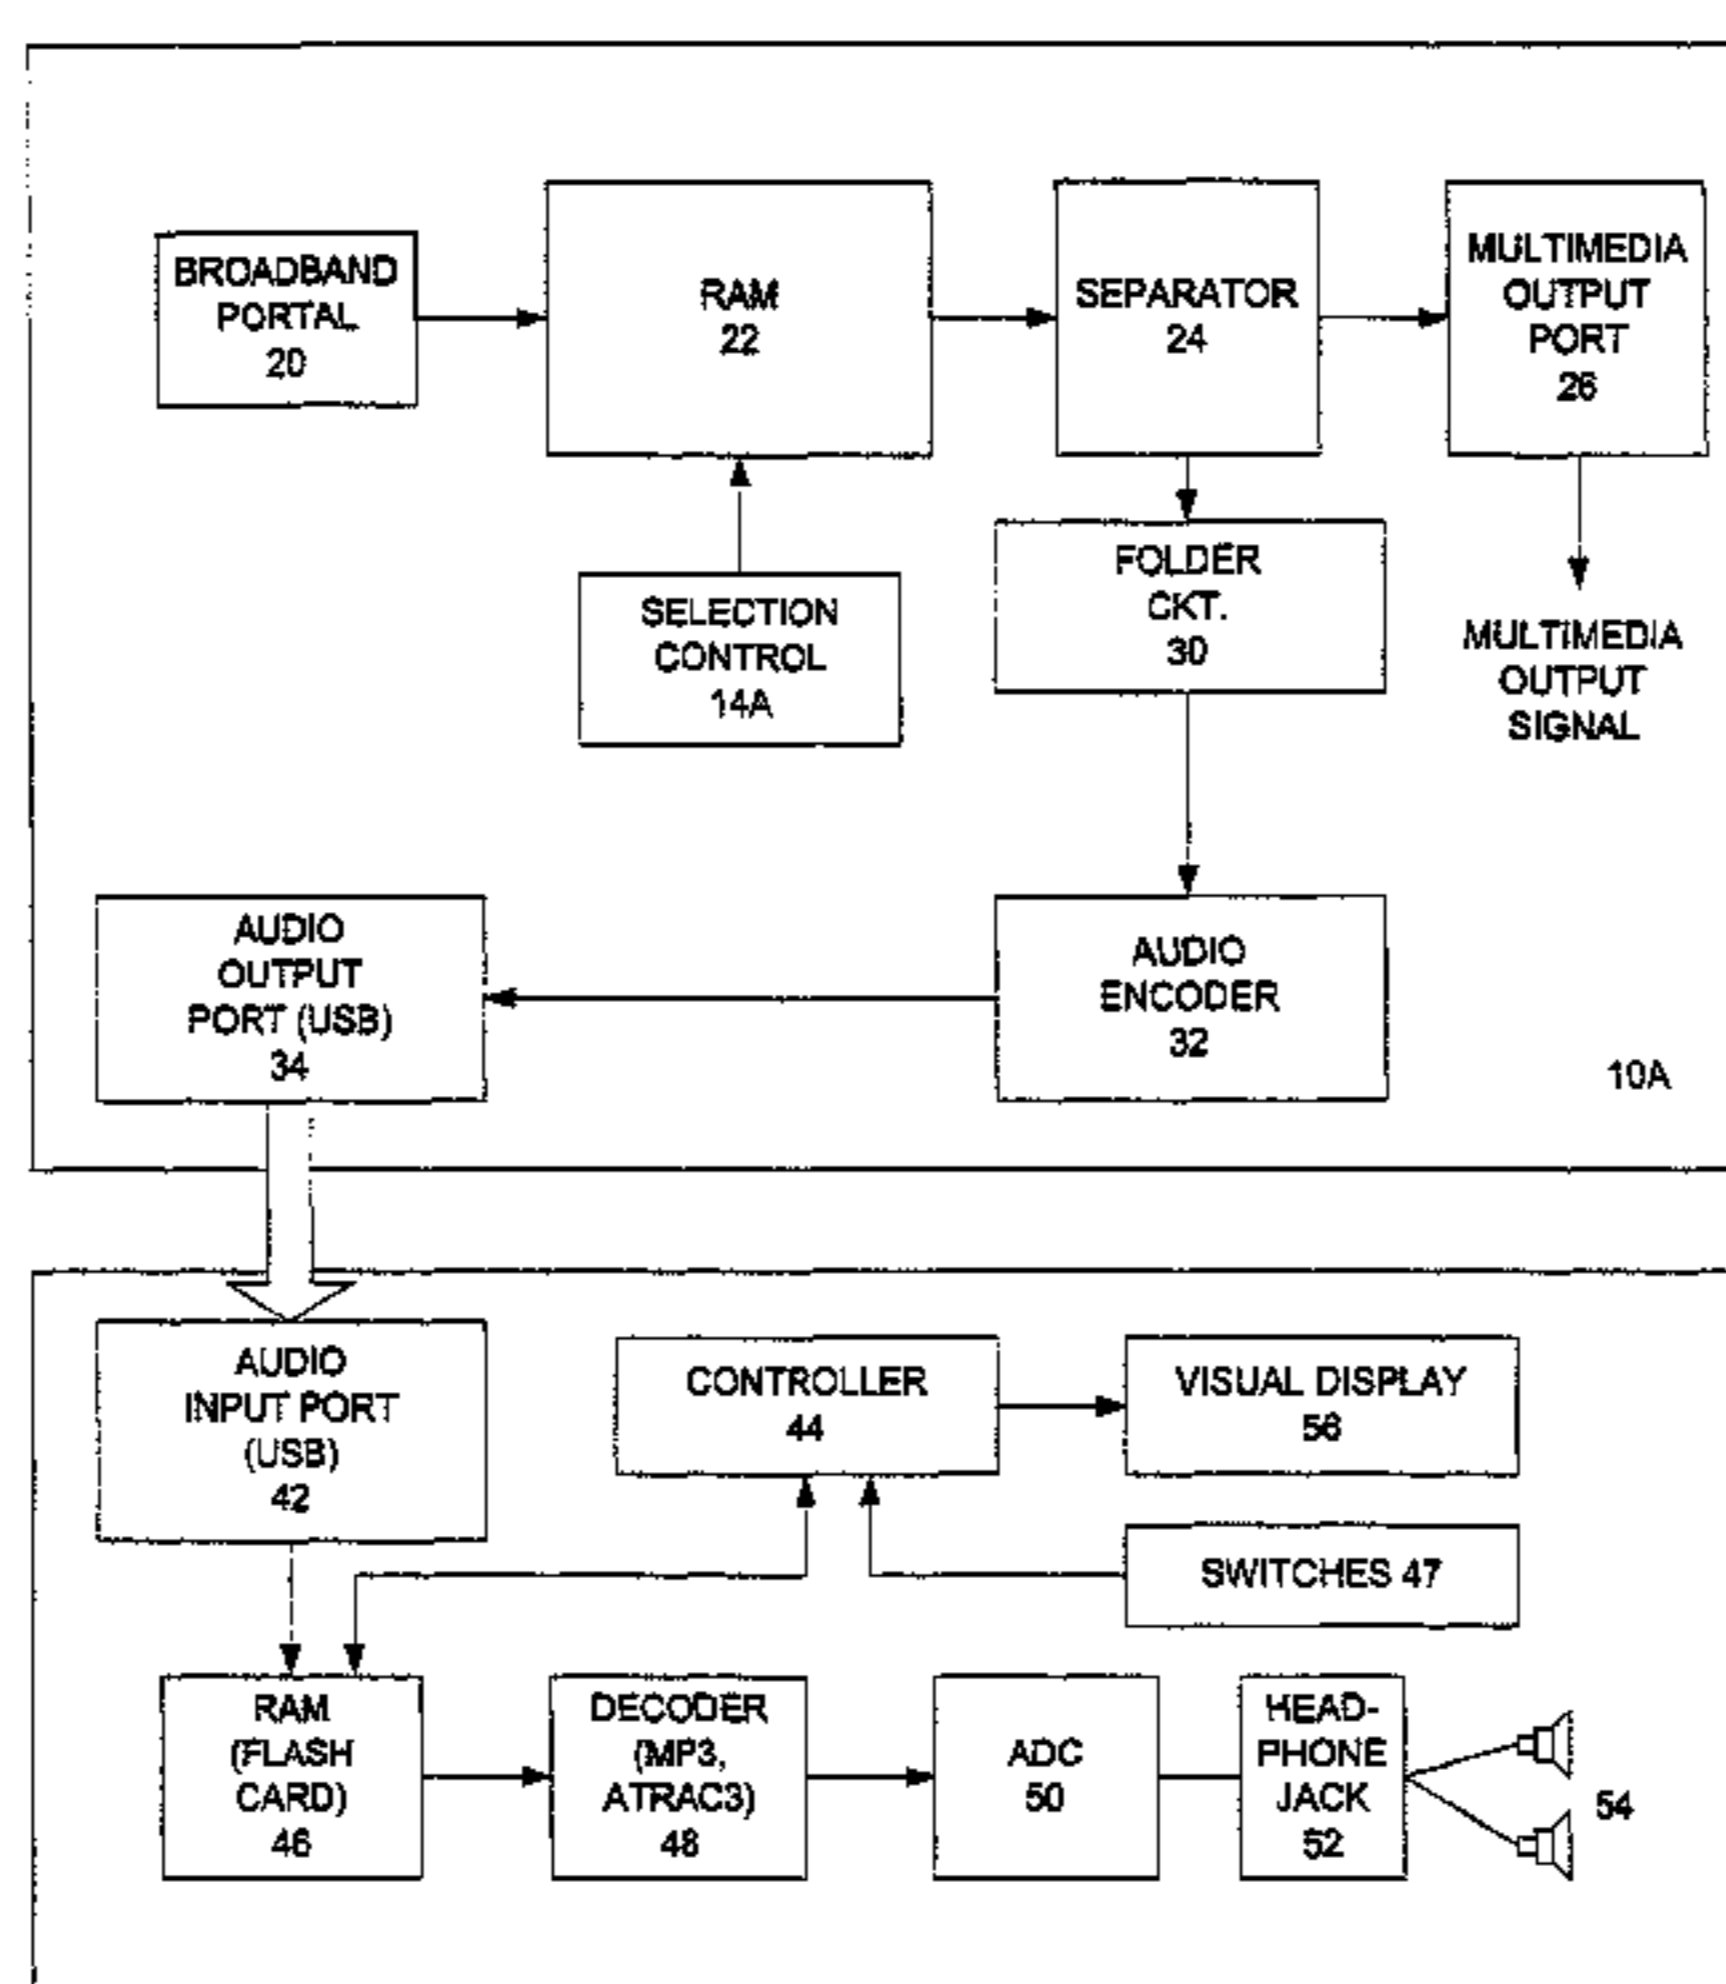 BROADBAND
PORTAL
20
RAM
22
SEPARATOR
24
MULTIMEDIA
OUTPUT
PORT
26
SELECTION
CONTROL
14A
FOLDER
CKT.
30
MULTIMEDIA
OUTPUT
SIGNAL
AUDIO
OUTPUT
PORT (USB)
34
AUDIO
ENCODER
32
10A
AUDIO
INPUT PORT
(USB)
42
CONTROLLER
44
VISUAL DISPLAY
56
SWITCHES 47
RAM
(FLASH
CARD)
46
DECODER
(MP3,
ATRAC3)
48
ADC
50
HEAD-
PHONE
JACK
52
54